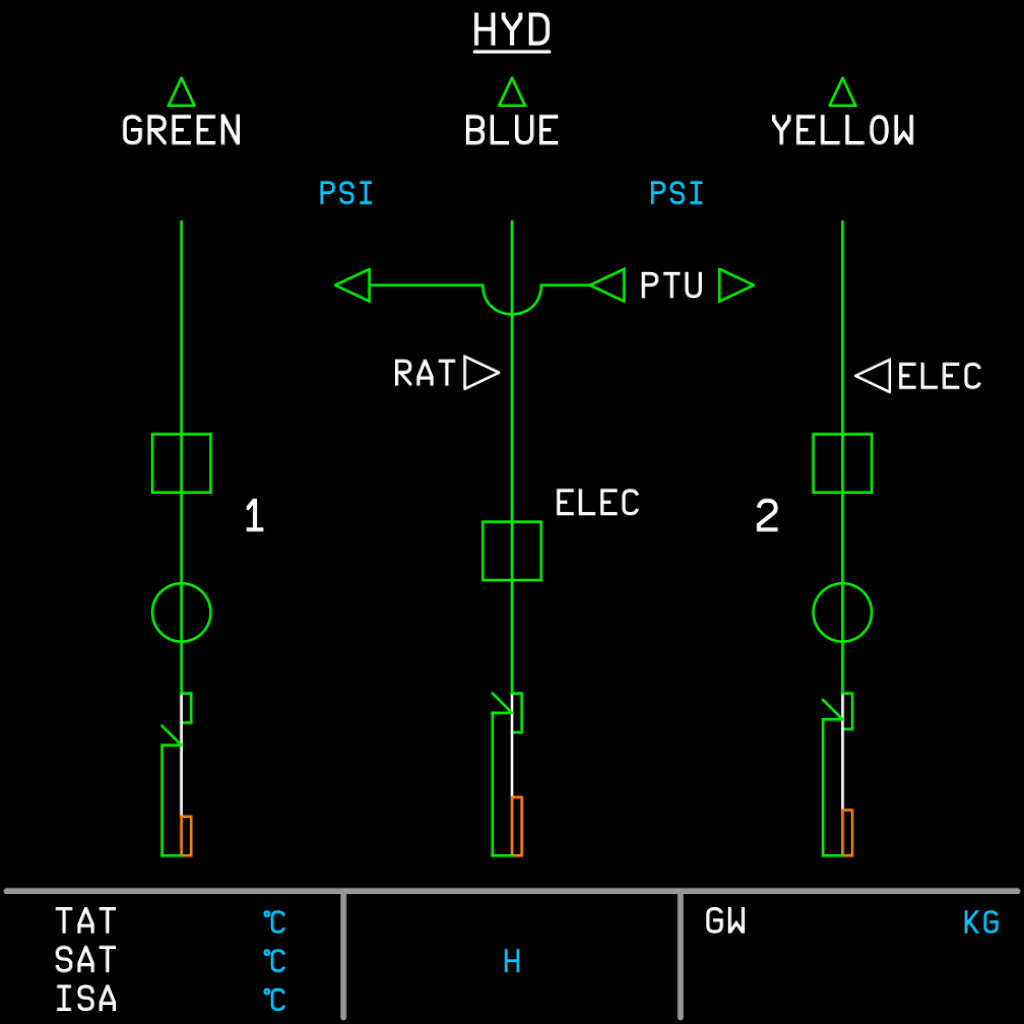 HYD
GREEN BLUE YELLOW
PSI PSI
PTU
RAT ELEC
ELEC
1 2
TAT °C GW KG
SAT °C H
ISA °C